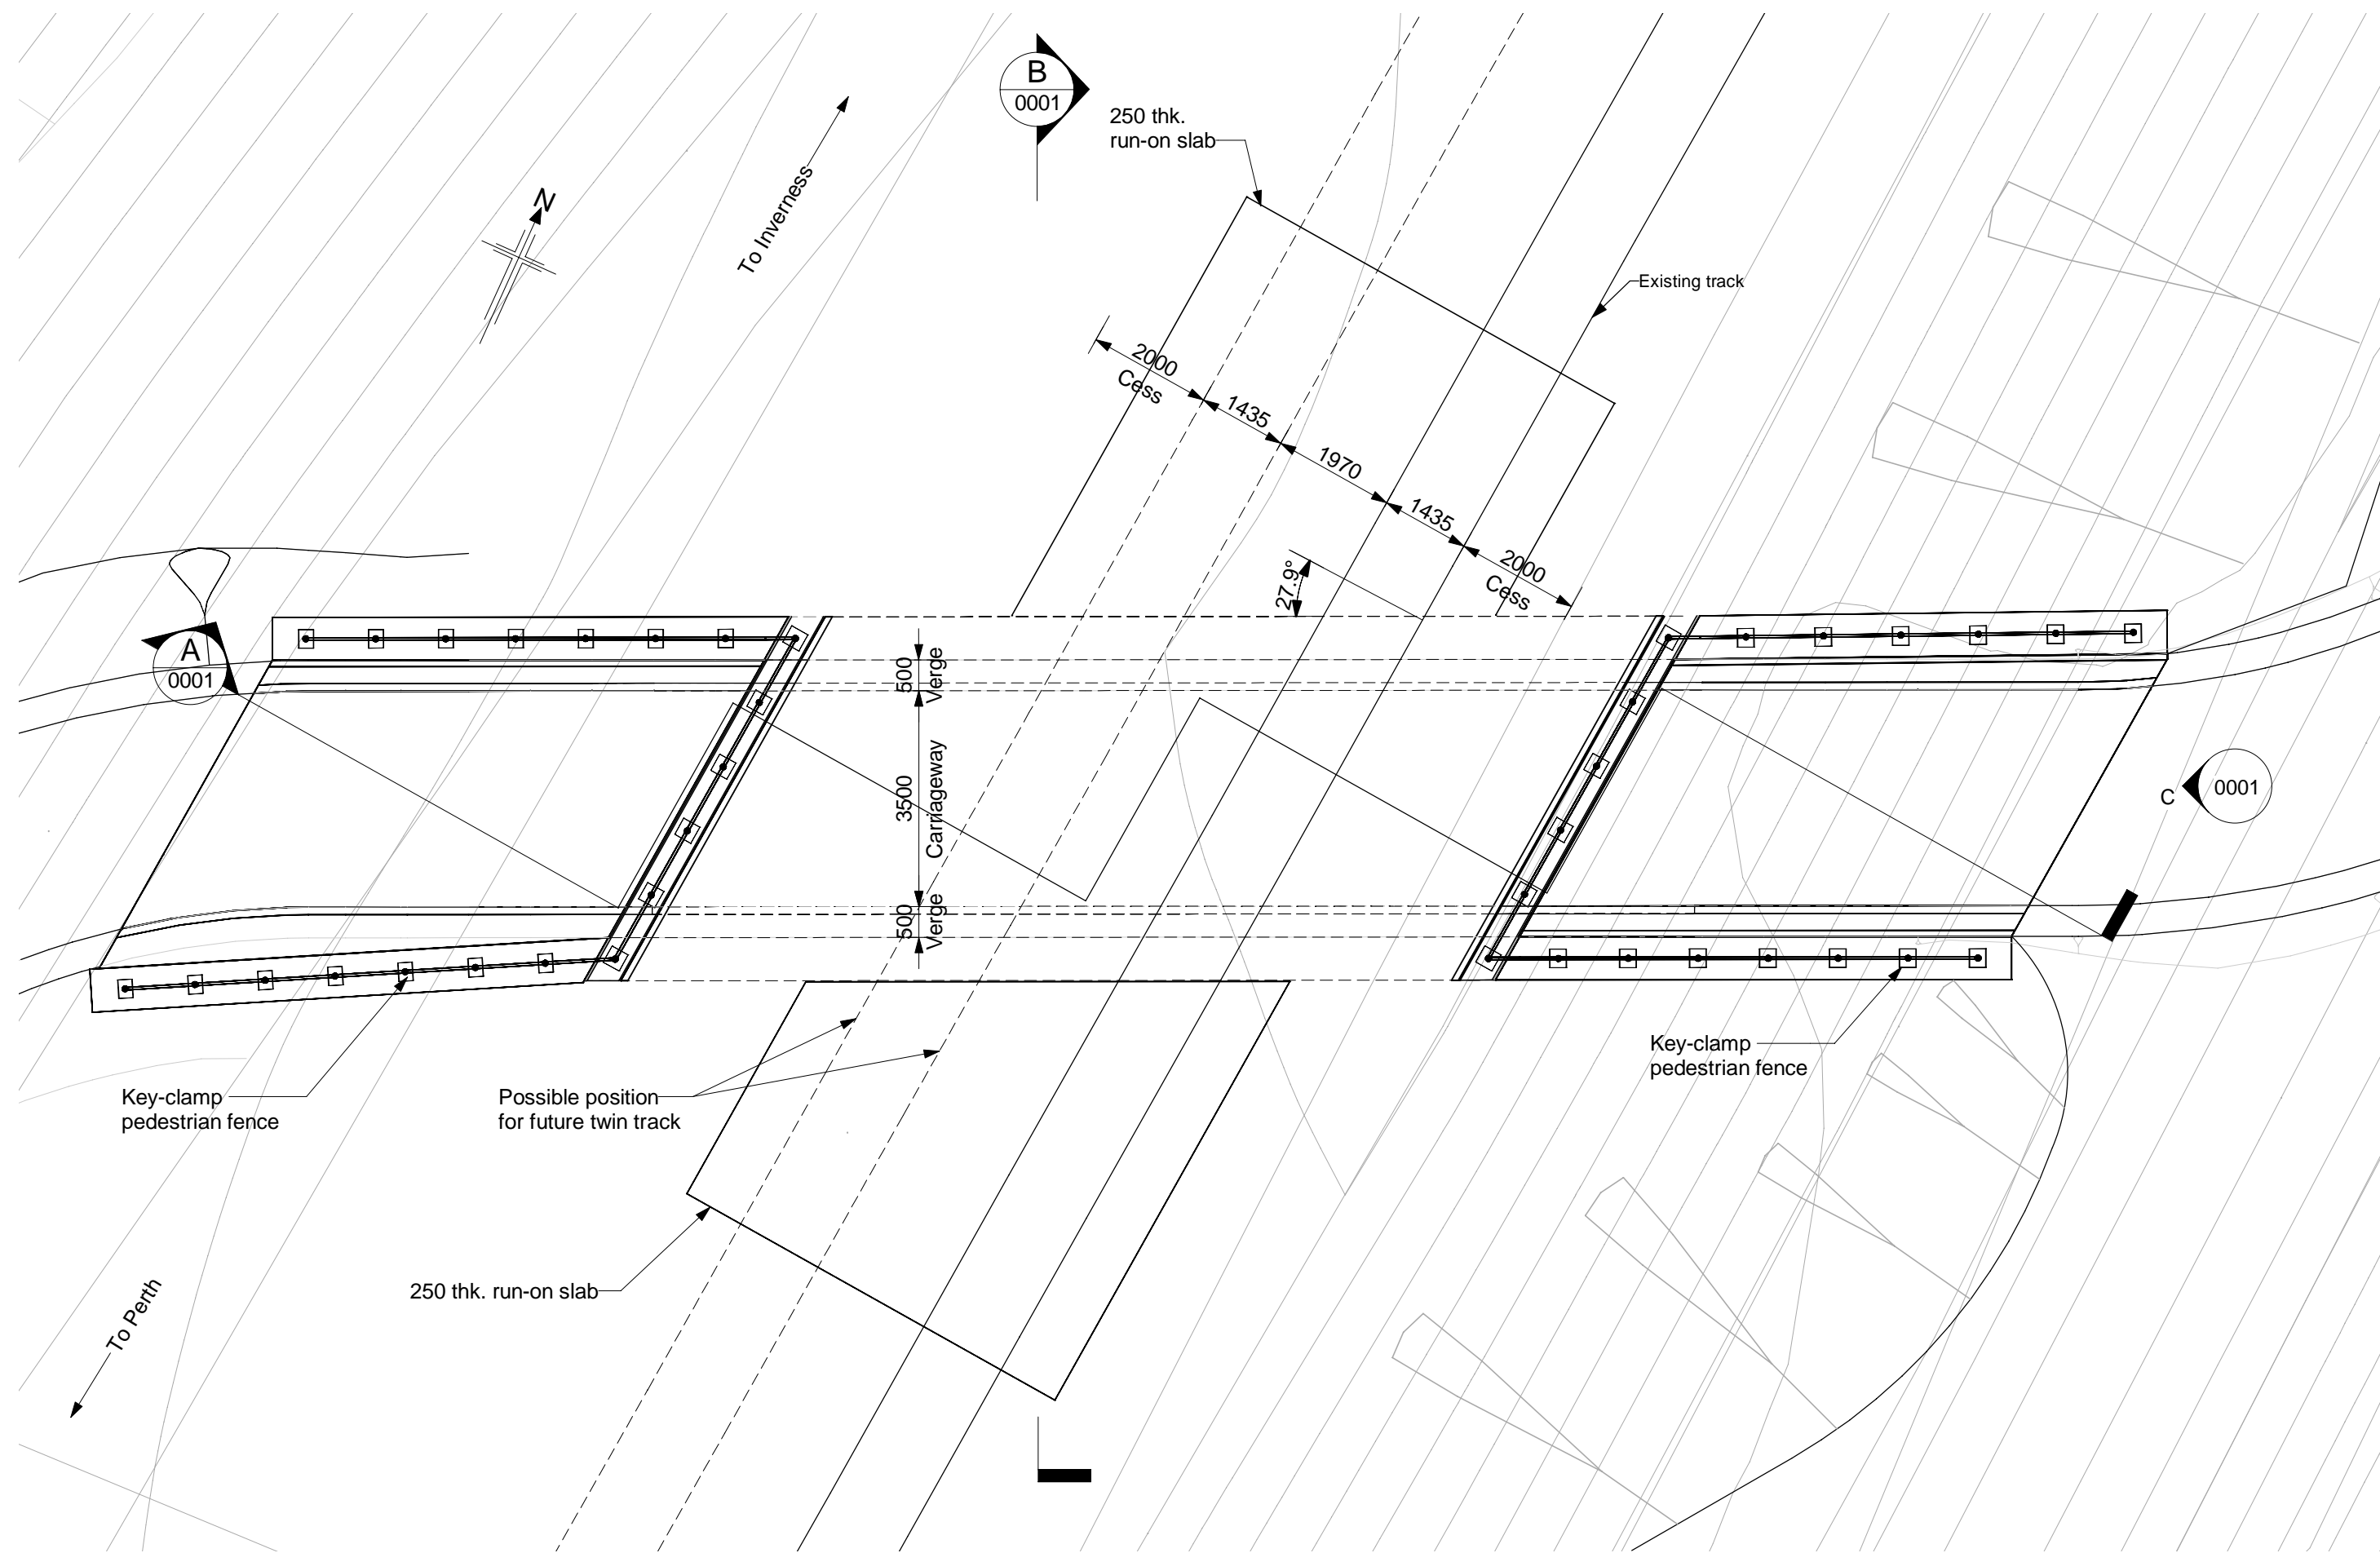 B
0001
250 thk.
run-on slab
To Inverness
N
Existing track
2000
Cess
1435
1970
1435
2000
Cess
27.9°
A
0001
500
Verge
3500
Carriageway
500
Verge
C
0001
Key-clamp
pedestrian fence
Key-clamp
pedestrian fence
Possible position
for future twin track
250 thk. run-on slab
To Perth